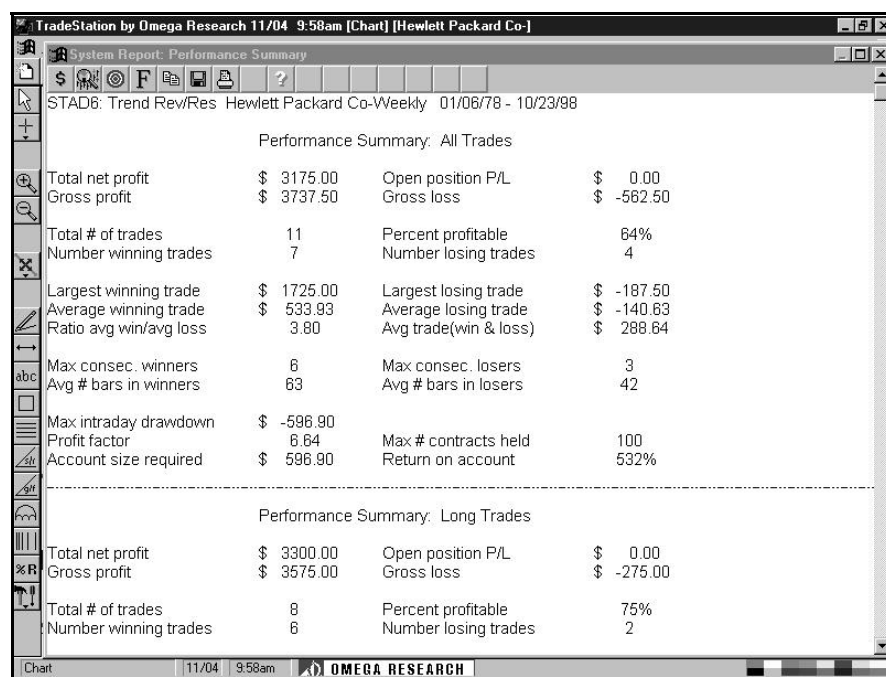 TradeStation by Omega Research 11/04 9:58am [Chart] [Hewlett Packard Co-]
System Report: Performance Summary
$ F ?
STAD6: Trend Rev/Res Hewlett Packard Co-Weekly 01/06/78 - 10/23/98
Performance Summary: All Trades
Total net profit $ 3175.00 Open position P/L $ 0.00
Gross profit $ 3737.50 Gross loss $ -562.50
Total # of trades 11 Percent profitable 64%
Number winning trades 7 Number losing trades 4
Largest winning trade $ 1725.00 Largest losing trade $ -187.50
Average winning trade $ 533.93 Average losing trade $ -140.63
Ratio avg win/avg loss 3.80 Avg trade(win & loss) $ 288.64
Max consec. winners 6 Max consec. losers 3
abc
Avg # bars in winners 63 Avg # bars in losers 42
Max intraday drawdown $ -596.90
Profit factor 6.64 Max # contracts held 100
Account size required $ 596.90 Return on account 532%
Performance Summary: Long Trades
Total net profit $ 3300.00 Open position P/L $ 0.00
%R
Gross profit $ 3575.00 Gross loss $ -275.00
Total # of trades 8 Percent profitable 75%
Number winning trades 6 Number losing trades 2
Chart 11/04 9:58am OMEGA RESEARCH